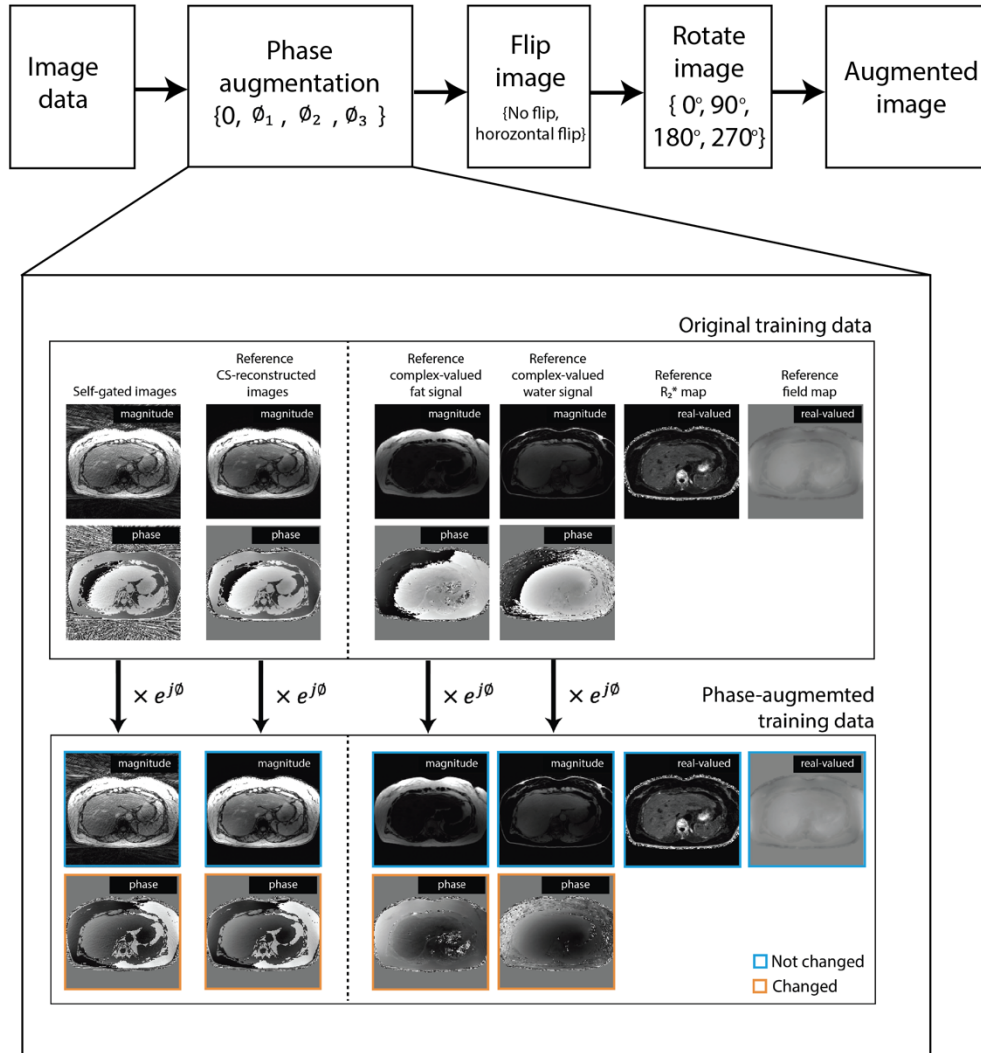 Image
data
Phase
augmentation
{0, ∅₁ , ∅₂ , ∅₃ }
Flip
image
{No flip,
horozontal flip}
Rotate
image
{ 0°, 90°,
180°, 270°}
Augmented
image
Original training data
Self-gated images
Reference
CS-reconstructed
images
Reference
complex-valued
fat signal
Reference
complex-valued
water signal
Reference
R₂* map
Reference
field map
magnitude
magnitude
magnitude
magnitude
real-valued
real-valued
phase
phase
phase
phase
× e^{j∅}
× e^{j∅}
× e^{j∅}
× e^{j∅}
Phase-augmemted
training data
magnitude
magnitude
magnitude
magnitude
real-valued
real-valued
phase
phase
phase
phase
Not changed
Changed